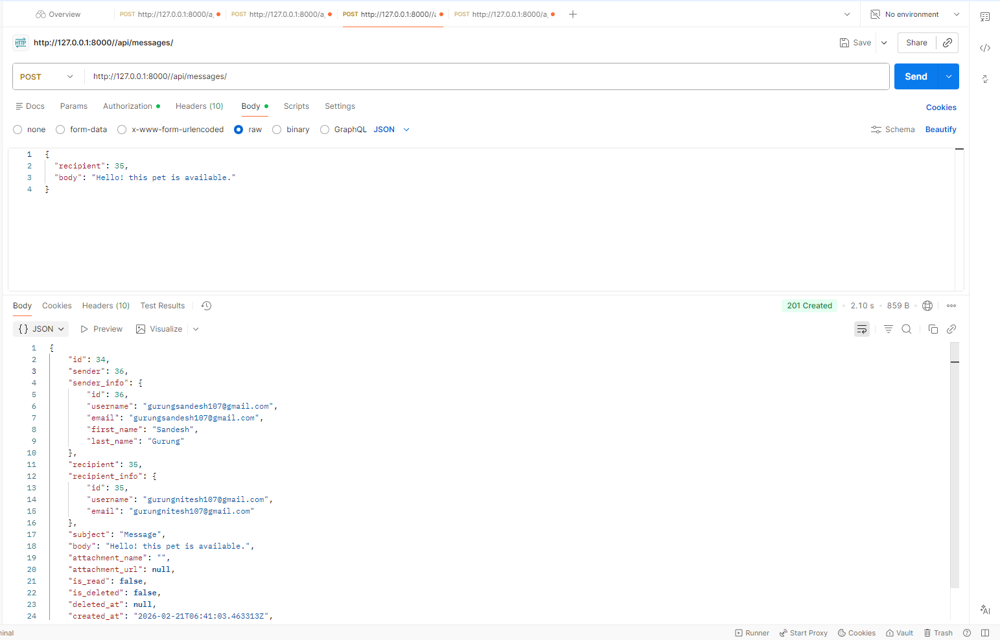 Overview
POST http://127.0.0.1:8000/a
POST http://127.0.0.1:8000/a
POST http://127.0.0.1:8000//a
POST http://127.0.0.1:8000/a
No environment
HTTP http://127.0.0.1:8000//api/messages/
Save
Share
POST
http://127.0.0.1:8000//api/messages/
Send
Docs
Params
Authorization
Headers (10)
Body
Scripts
Settings
Cookies
none
form-data
x-www-form-urlencoded
raw
binary
GraphQL
JSON
Schema
Beautify
1 {
2 "recipient": 35,
3 "body": "Hello! this pet is available."
4 }
Body
Cookies
Headers (10)
Test Results
201 Created
2.10 s
859 B
{} JSON
Preview
Visualize
1 {
2 "id": 34,
3 "sender": 36,
4 "sender_info": {
5 "id": 36,
6 "username": "gurungsandesh107@gmail.com",
7 "email": "gurungsandesh107@gmail.com",
8 "first_name": "Sandesh",
9 "last_name": "Gurung"
10 },
11 "recipient": 35,
12 "recipient_info": {
13 "id": 35,
14 "username": "gurungnitesh107@gmail.com",
15 "email": "gurungnitesh107@gmail.com"
16 },
17 "subject": "Message",
18 "body": "Hello! this pet is available.",
19 "attachment_name": "",
20 "attachment_url": null,
21 "is_read": false,
22 "is_deleted": false,
23 "deleted_at": null,
24 "created_at": "2026-02-21T06:41:03.463313Z",
AI
inal
Runner
Start Proxy
Cookies
Vault
Trash